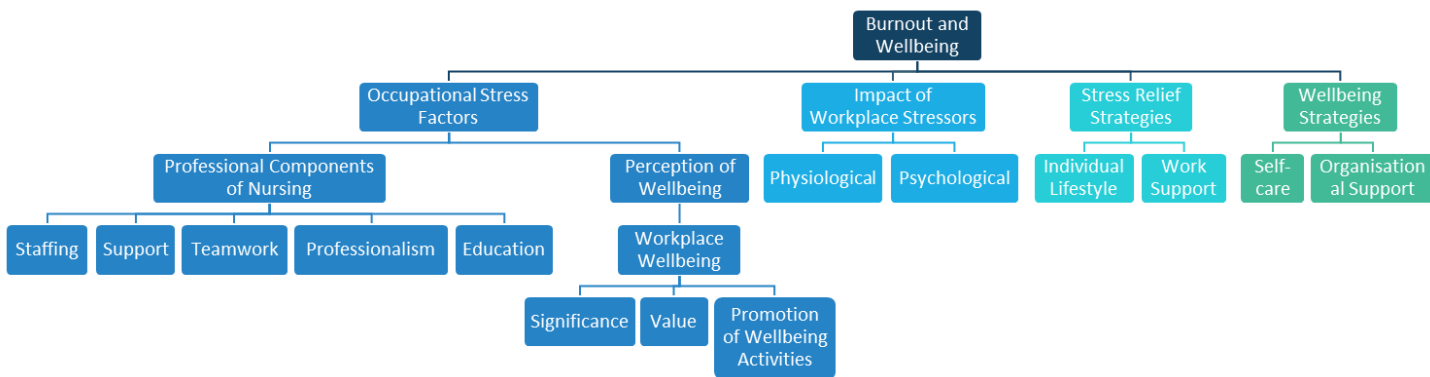 Burnout and
Wellbeing
Occupational Stress
Factors
Impact of
Workplace Stressors
Stress Relief
Strategies
Wellbeing
Strategies
Professional Components
of Nursing
Perception of
Wellbeing
Physiological
Psychological
Individual
Lifestyle
Work
Support
Self-
care
Organisation
al Support
Staffing
Support
Teamwork
Professionalism
Education
Workplace
Wellbeing
Significance
Value
Promotion
of Wellbeing
Activities